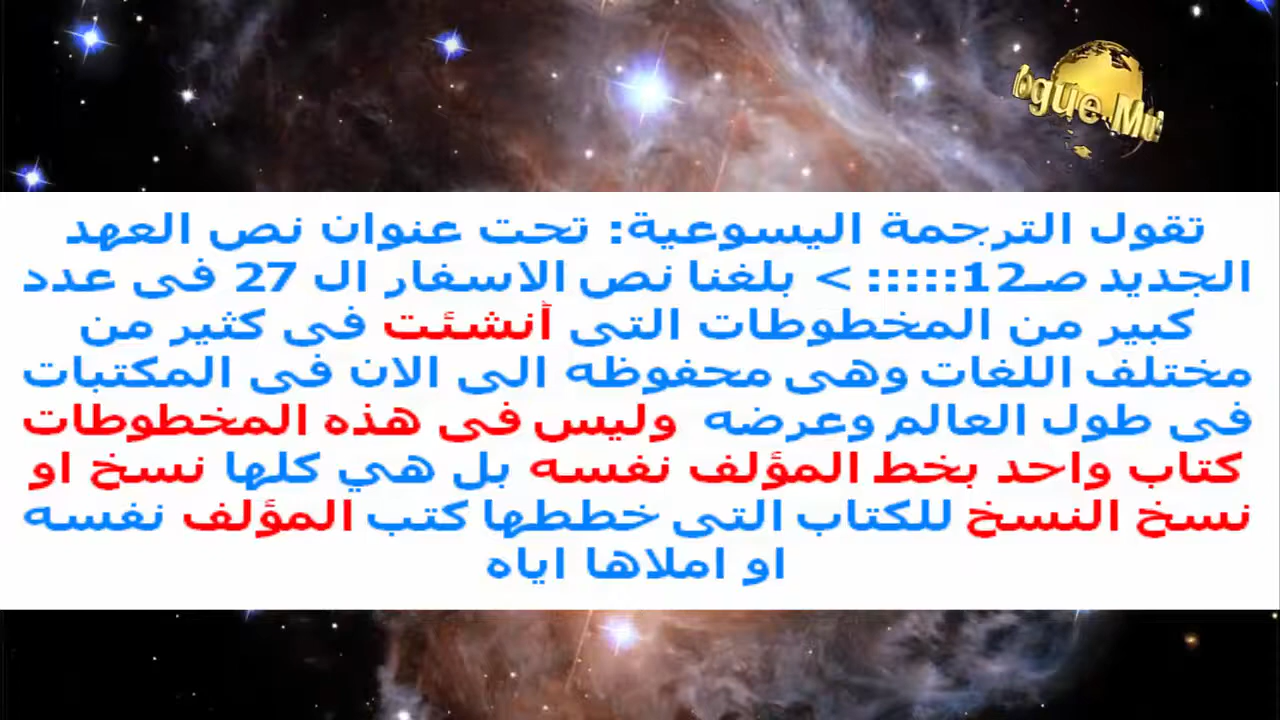 ogue Mus
تقول الترجمة اليسوعية: تحت عنوان نص العهد
الجديد صـ12::::: > بلغنا نص الاسفار ال 27 فى عدد
كبير من المخطوطات التى أنشئت فى كثير من
مختلف اللغات وهى محفوظه الى الان فى المكتبات
فى طول العالم وعرضه وليس فى هذه المخطوطات
كتاب واحد بخط المؤلف نفسه بل هي كلها نسخ او
نسخ النسخ للكتاب التى خططها كتب المؤلف نفسه
او املاها اياه